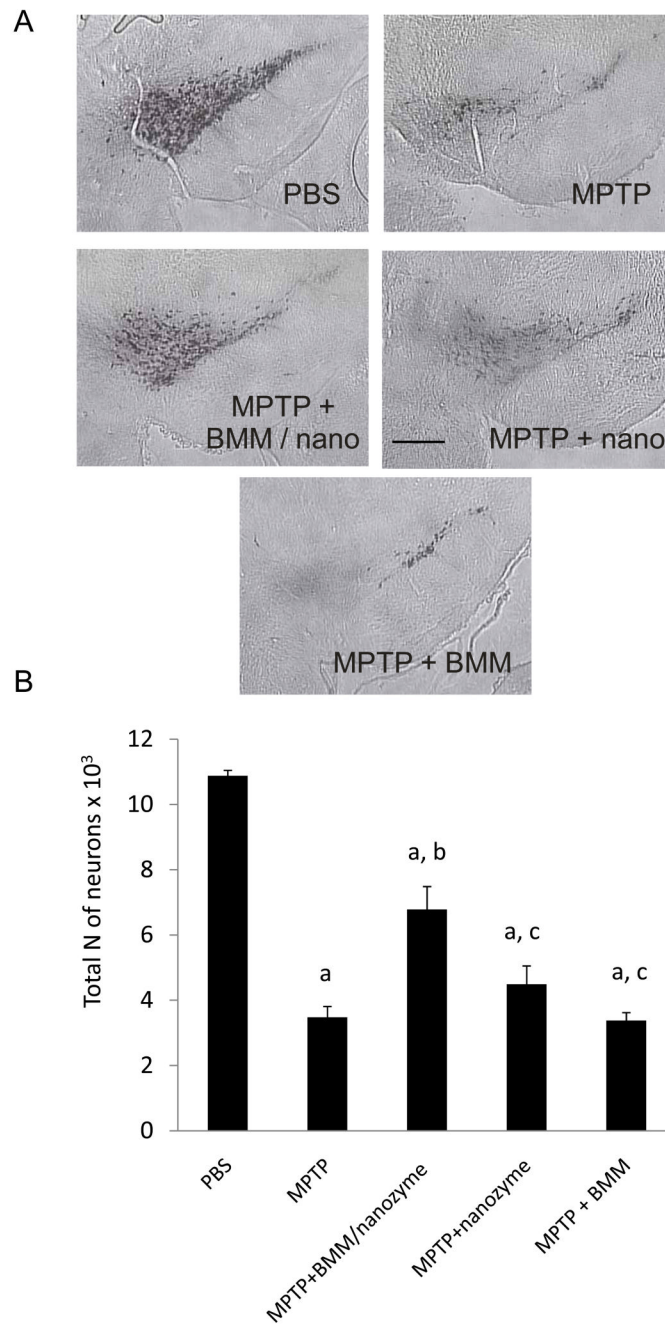 A
PBS
MPTP
MPTP +
BMM / nano
MPTP + nano
MPTP + BMM
B
Total N of neurons x 10³
12
10
8
6
4
2
0
a
a, b
a, c
a, c
PBS
MPTP
MPTP+BMM/nanozyme
MPTP+nanozyme
MPTP + BMM